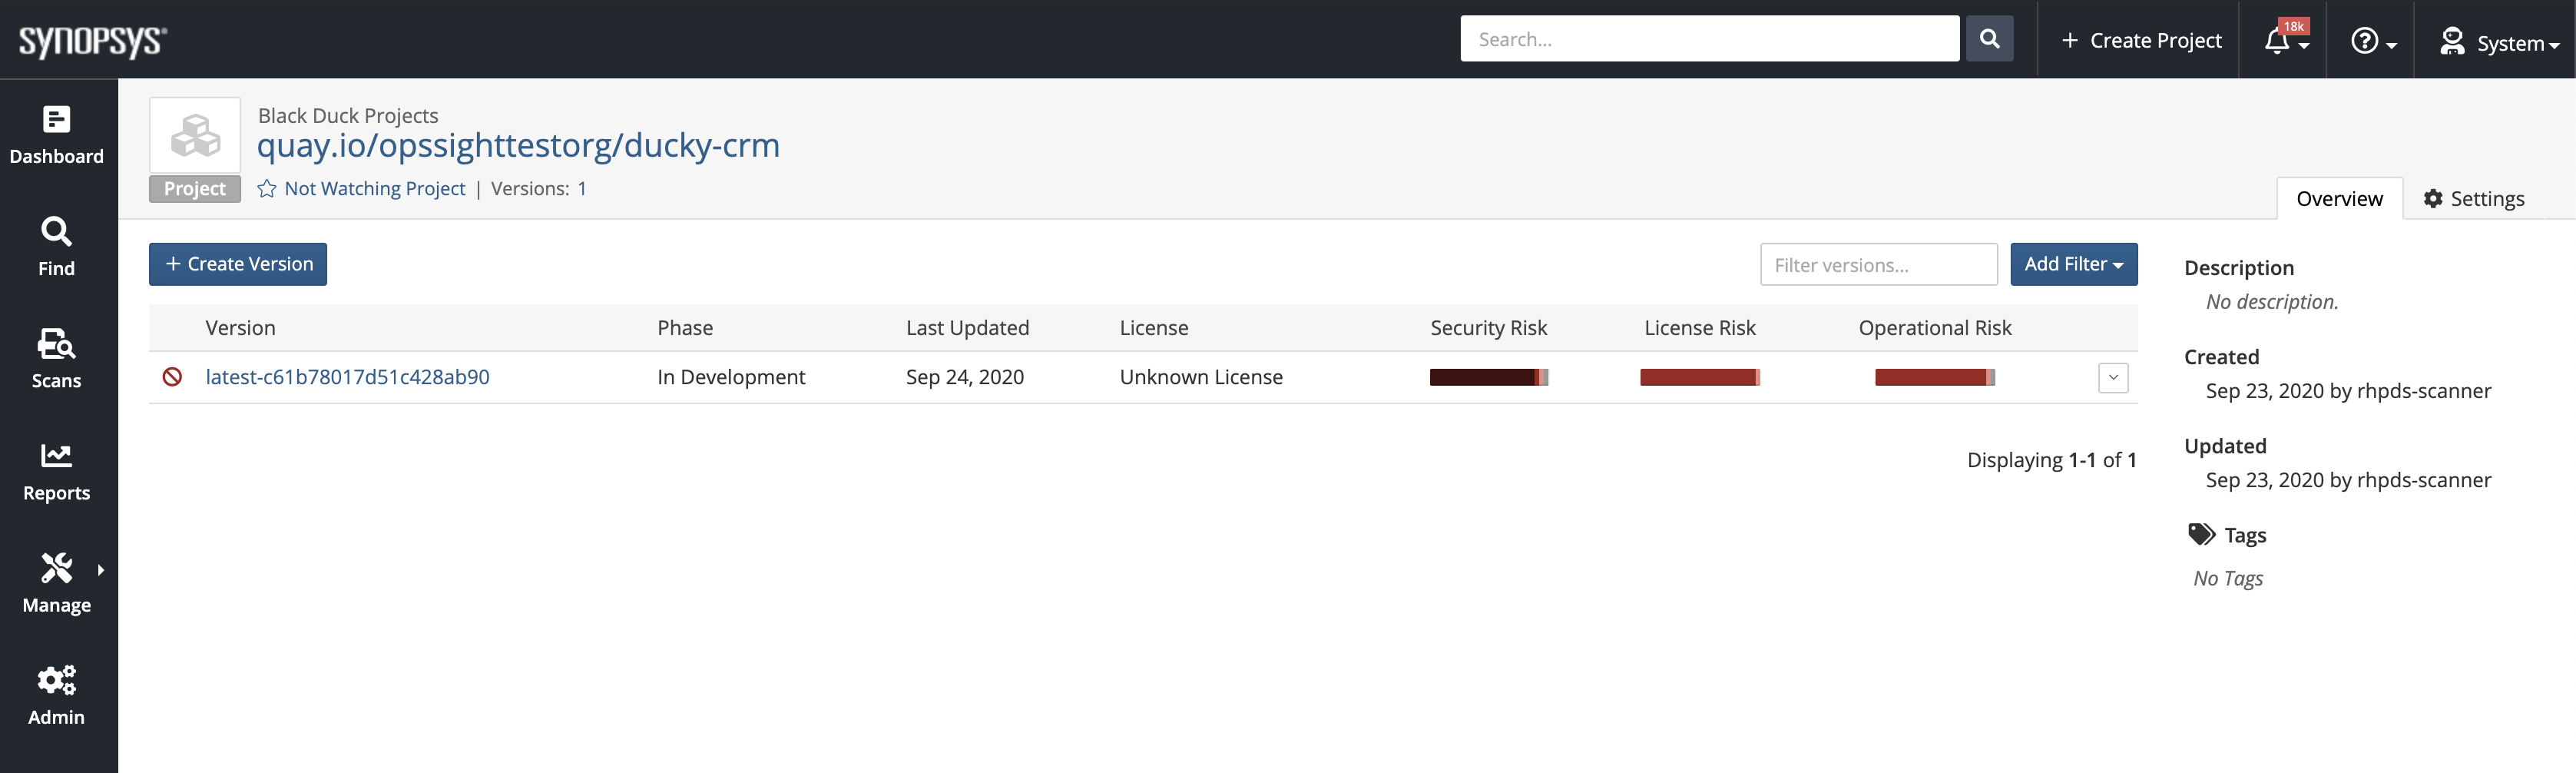 SYNOPSYS®
Search...
+ Create Project
18k
System
Dashboard
Find
Scans
Reports
Manage
Admin
Black Duck Projects
quay.io/opssighttestorg/ducky-crm
Project
Not Watching Project | Versions: 1
Overview
Settings
+ Create Version
Filter versions...
Add Filter
Version Phase Last Updated License Security Risk License Risk Operational Risk
latest-c61b78017d51c428ab90 In Development Sep 24, 2020 Unknown License
Displaying 1-1 of 1
Description
No description.
Created
Sep 23, 2020 by rhpds-scanner
Updated
Sep 23, 2020 by rhpds-scanner
Tags
No Tags